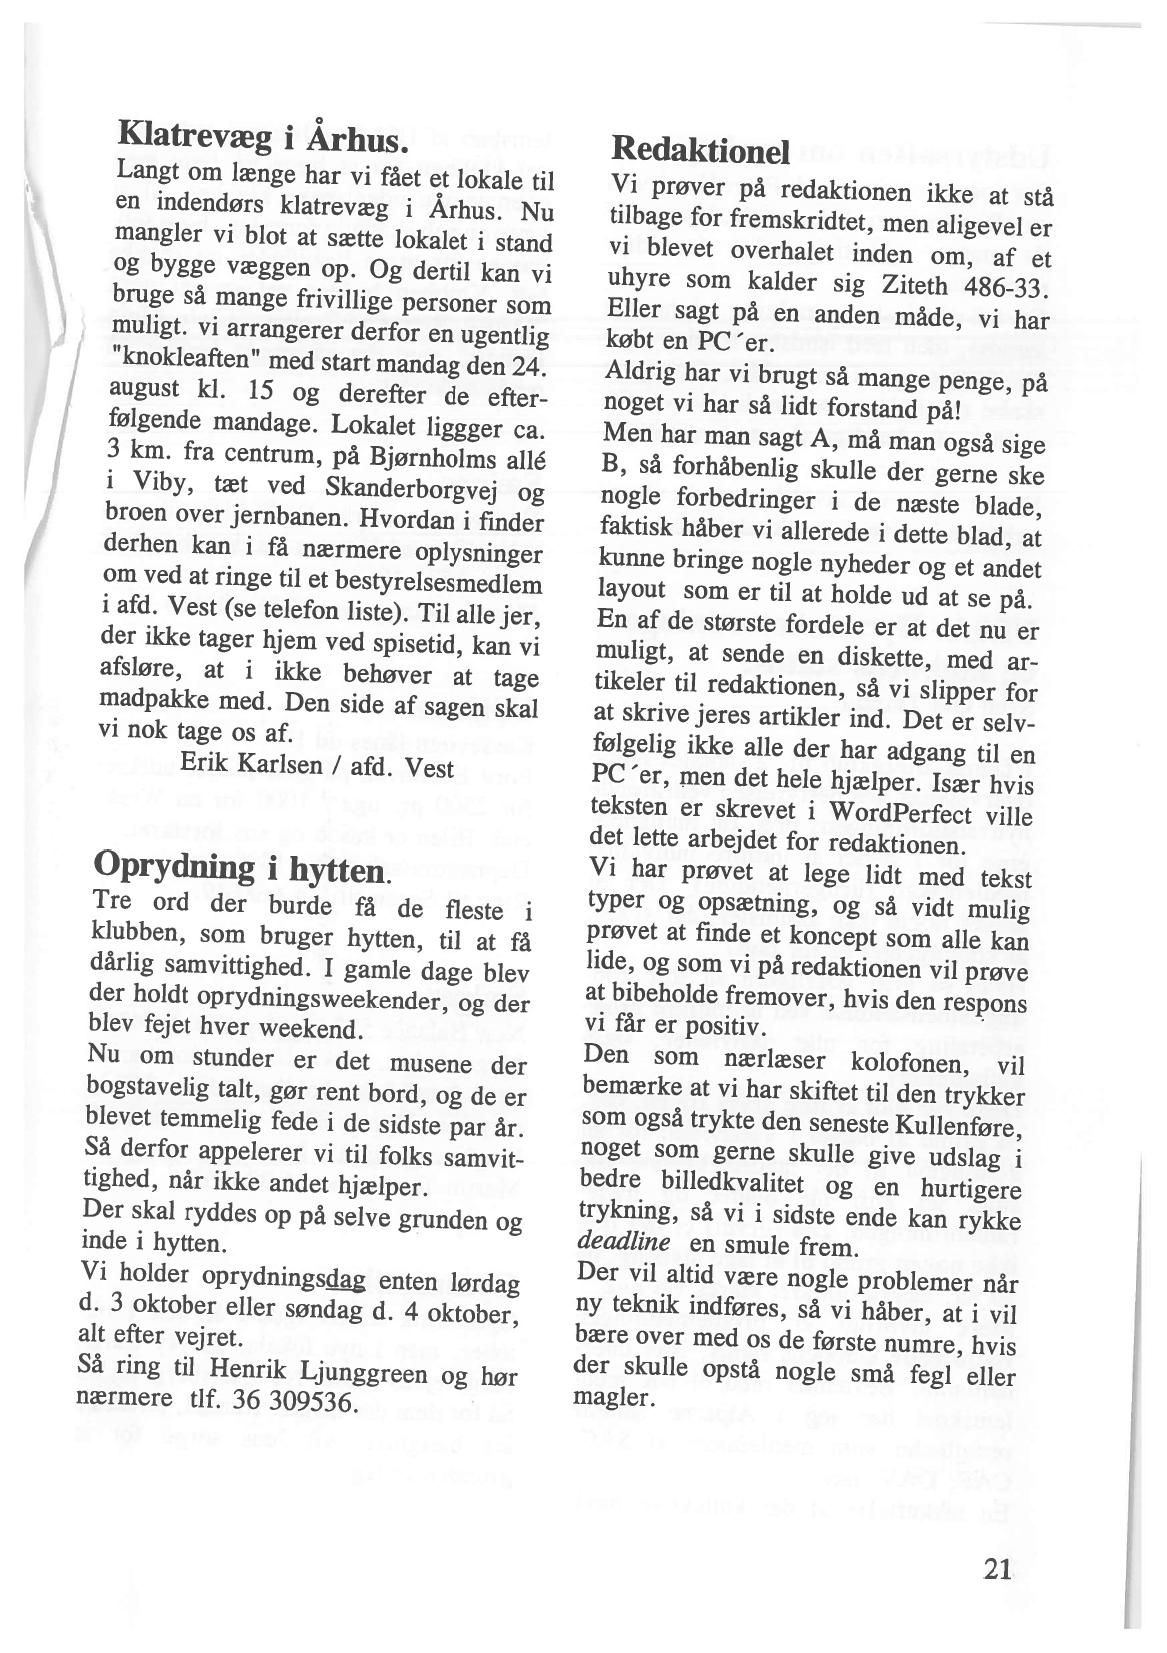 Klatrevæg i Århus.
Langt om længe har vi fået et lokale til
en indendørs klatrevæg i Århus. Nu
mangler vi blot at sætte lokalet i stand
og bygge væggen op. Og dertil kan vi
bruge så mange frivillige personer som
muligt. vi arrangerer derfor en ugentlig
"knokleaften" med start mandag den 24.
august kl. 15 og derefter de efter-
følgende mandage. Lokalet liggger ca.
3 km. fra centrum, på Bjørnholms allé
i Viby, tæt ved Skanderborgvej og
broen over jernbanen. Hvordan i finder
derhen kan i få nærmere oplysninger
om ved at ringe til et bestyrelsesmedlem
i afd. Vest (se telefon liste). Til alle jer,
der ikke tager hjem ved spisetid, kan vi
afsløre, at i ikke behøver at tage
madpakke med. Den side af sagen skal
vi nok tage os af.
Erik Karlsen / afd. Vest
Oprydning i hytten.
Tre ord der burde få de fleste i
klubben, som bruger hytten, til at få
dårlig samvittighed. I gamle dage blev
der holdt oprydningsweekender, og der
blev fejet hver weekend.
Nu om stunder er det musene der
bogstavelig talt, gør rent bord, og de er
blevet temmelig fede i de sidste par år.
Så derfor appelerer vi til folks samvit-
tighed, når ikke andet hjælper.
Der skal ryddes op på selve grunden og
inde i hytten.
Vi holder oprydningsdag enten lørdag
d. 3 oktober eller søndag d. 4 oktober,
alt efter vejret.
Så ring til Henrik Ljunggreen og hør
nærmere tlf. 36 309536.
Redaktionel
Vi prøver på redaktionen ikke at stå
tilbage for fremskridtet, men aligevel er
vi blevet overhalet inden om, af et
uhyre som kalder sig Ziteth 486-33.
Eller sagt på en anden måde, vi har
købt en PC´er.
Aldrig har vi brugt så mange penge, på
noget vi har så lidt forstand på!
Men har man sagt A, må man også sige
B, så forhåbenlig skulle der gerne ske
nogle forbedringer i de næste blade,
faktisk håber vi allerede i dette blad, at
kunne bringe nogle nyheder og et andet
layout som er til at holde ud at se på.
En af de største fordele er at det nu er
muligt, at sende en diskette, med ar-
tikeler til redaktionen, så vi slipper for
at skrive jeres artikler ind. Det er selv-
følgelig ikke alle der har adgang til en
PC´er, men det hele hjælper. Især hvis
teksten er skrevet i WordPerfect ville
det lette arbejdet for redaktionen.
Vi har prøvet at lege lidt med tekst
typer og opsætning, og så vidt mulig
prøvet at finde et koncept som alle kan
lide, og som vi på redaktionen vil prøve
at bibeholde fremover, hvis den respons
vi får er positiv.
Den som nærlæser kolofonen, vil
bemærke at vi har skiftet til den trykker
som også trykte den seneste Kullenføre,
noget som gerne skulle give udslag i
bedre billedkvalitet og en hurtigere
trykning, så vi i sidste ende kan rykke
deadline en smule frem.
Der vil altid være nogle problemer når
ny teknik indføres, så vi håber, at i vil
bære over med os de første numre, hvis
der skulle opstå nogle små fegl eller
magler.
21